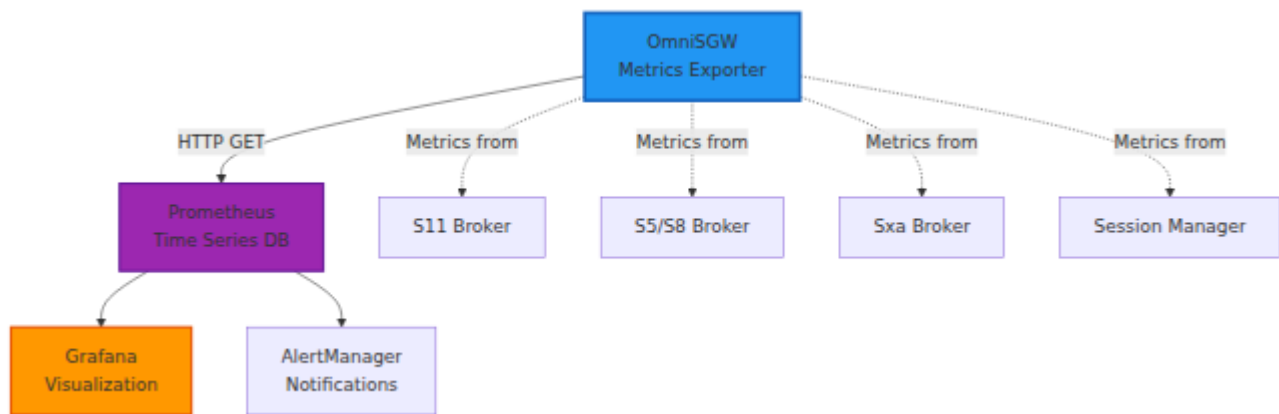 OmniSGW
Metrics Exporter
HTTP GET
Metrics from
Metrics from
Metrics from
Metrics from
Prometheus
Time Series DB
S11 Broker
S5/S8 Broker
Sxa Broker
Session Manager
Grafana
Visualization
AlertManager
Notifications